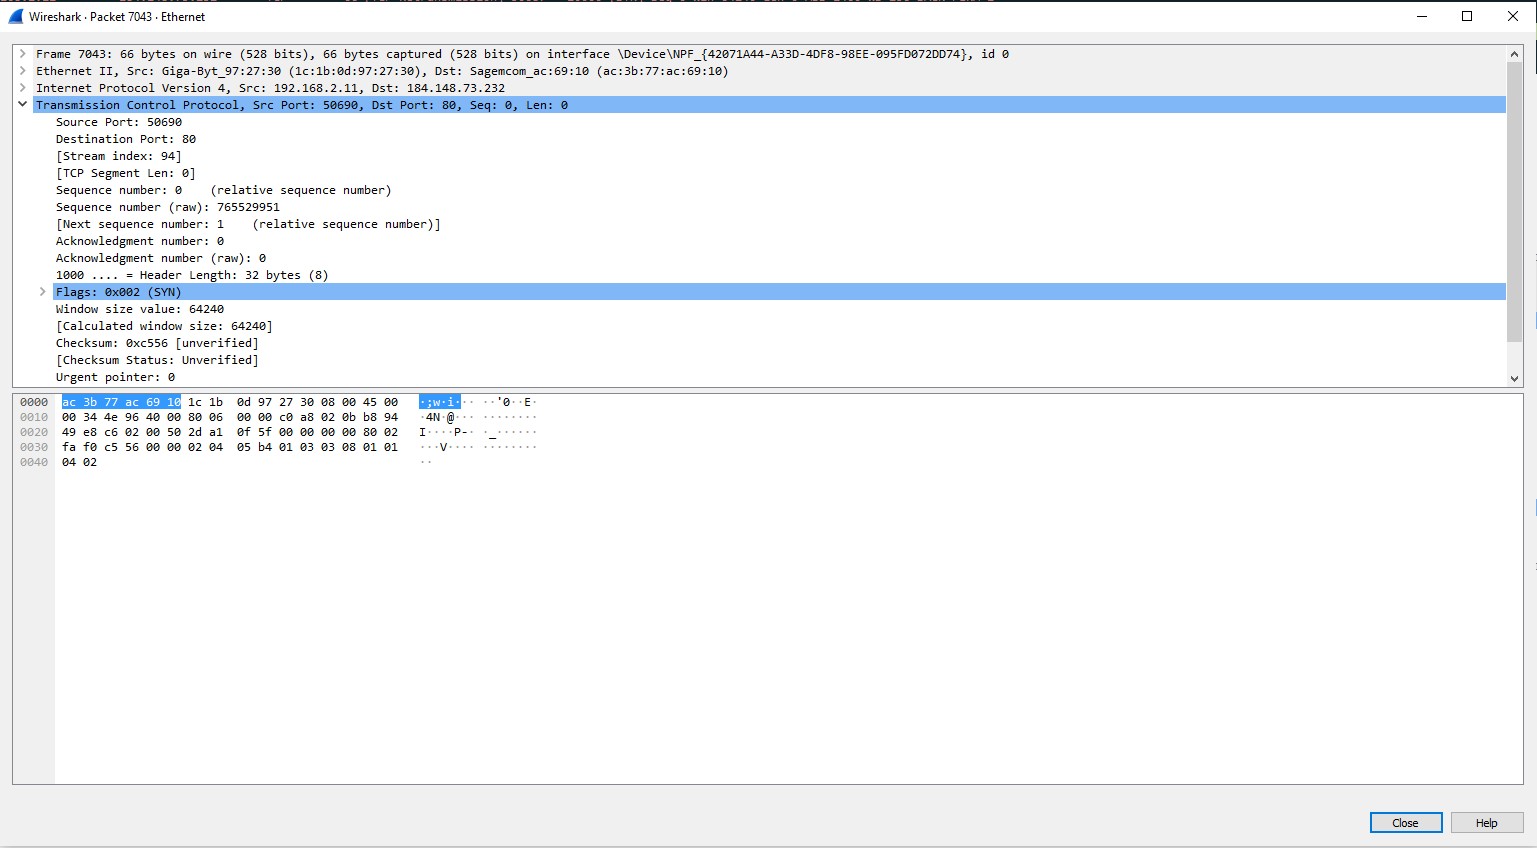 Wireshark · Packet 7043 · Ethernet
Frame 7043: 66 bytes on wire (528 bits), 66 bytes captured (528 bits) on interface \Device\NPF_{42071A44-A33D-4DF8-98EE-095FD072DD74}, id 0
Ethernet II, Src: Giga-Byt_97:27:30 (1c:1b:0d:97:27:30), Dst: Sagemcom_ac:69:10 (ac:3b:77:ac:69:10)
Internet Protocol Version 4, Src: 192.168.2.11, Dst: 184.148.73.232
Transmission Control Protocol, Src Port: 50690, Dst Port: 80, Seq: 0, Len: 0
Source Port: 50690
Destination Port: 80
[Stream index: 94]
[TCP Segment Len: 0]
Sequence number: 0    (relative sequence number)
Sequence number (raw): 765529951
[Next sequence number: 1    (relative sequence number)]
Acknowledgment number: 0
Acknowledgment number (raw): 0
1000 .... = Header Length: 32 bytes (8)
Flags: 0x002 (SYN)
Window size value: 64240
[Calculated window size: 64240]
Checksum: 0xc556 [unverified]
[Checksum Status: Unverified]
Urgent pointer: 0
0000 ac 3b 77 ac 69 10 1c 1b 0d 97 27 30 08 00 45 00 ·;w·i··· ··'0··E·
0010 00 34 4e 96 40 00 80 06 00 00 c0 a8 02 0b b8 94 ·4N·@··· ········
0020 49 e8 c6 02 00 50 2d a1 0f 5f 00 00 00 00 80 02 I····P-· ·_······
0030 fa f0 c5 56 00 00 02 04 05 b4 01 03 03 08 01 01 ···V···· ········
0040 04 02 ··
Close Help